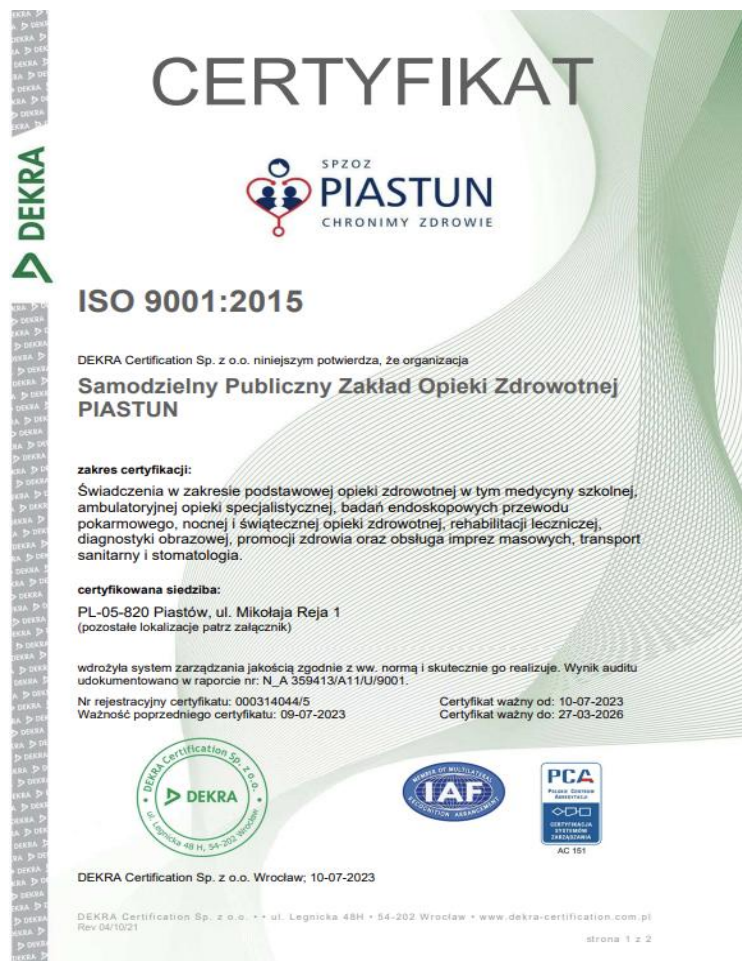 CERTYFIKAT
DEKRA
SPZOZ
PIASTUN
CHRONIMY ZDROWIE
ISO 9001:2015
DEKRA Certification Sp. z o.o. niniejszym potwierdza, że organizacja
Samodzielny Publiczny Zakład Opieki Zdrowotnej
PIASTUN
zakres certyfikacji:
Świadczenia w zakresie podstawowej opieki zdrowotnej w tym medycyny szkolnej,
ambulatoryjnej opieki specjalistycznej, badań endoskopowych przewodu
pokarmowego, nocnej i świątecznej opieki zdrowotnej, rehabilitacji leczniczej,
diagnostyki obrazowej, promocji zdrowia oraz obsługa imprez masowych, transport
sanitarny i stomatologia.
certyfikowana siedziba:
PL-05-820 Piastów, ul. Mikołaja Reja 1
(pozostałe lokalizacje patrz załącznik)
wdrożyła system zarządzania jakością zgodnie z ww. normą i skutecznie go realizuje. Wynik auditu
udokumentowano w raporcie nr: N_A 359413/A11/U/9001.
Nr rejestracyjny certyfikatu: 000314044/5 Certyfikat ważny od: 10-07-2023
Ważność poprzedniego certyfikatu: 09-07-2023 Certyfikat ważny do: 27-03-2026
DEKRA Certification Sp. z o.o.
DEKRA
ul. Legnicka 48 H, 54-202 Wrocław
MEMBER OF MULTILATERAL
IAF
RECOGNITION ARRANGEMENT
PCA
POLSKIE CENTRUM
AKREDYTACJI
CERTYFIKACJA
SYSTEMÓW
ZARZĄDZANIA
AC 151
DEKRA Certification Sp. z o.o. Wrocław; 10-07-2023
DEKRA Certification Sp. z o.o. • • ul. Legnicka 48H • 54-202 Wrocław • www.dekra-certification.com.pl
Rev 04/10/21
strona 1 z 2